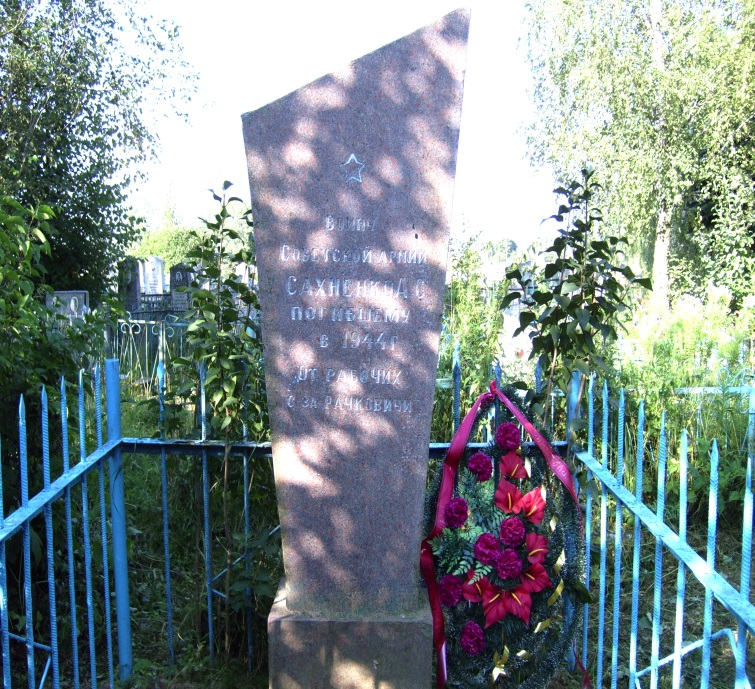 Воину
Советской Армии
Сахненко Д С
погибшему
в 1944 г
От рабочих
с-за Рачковичи